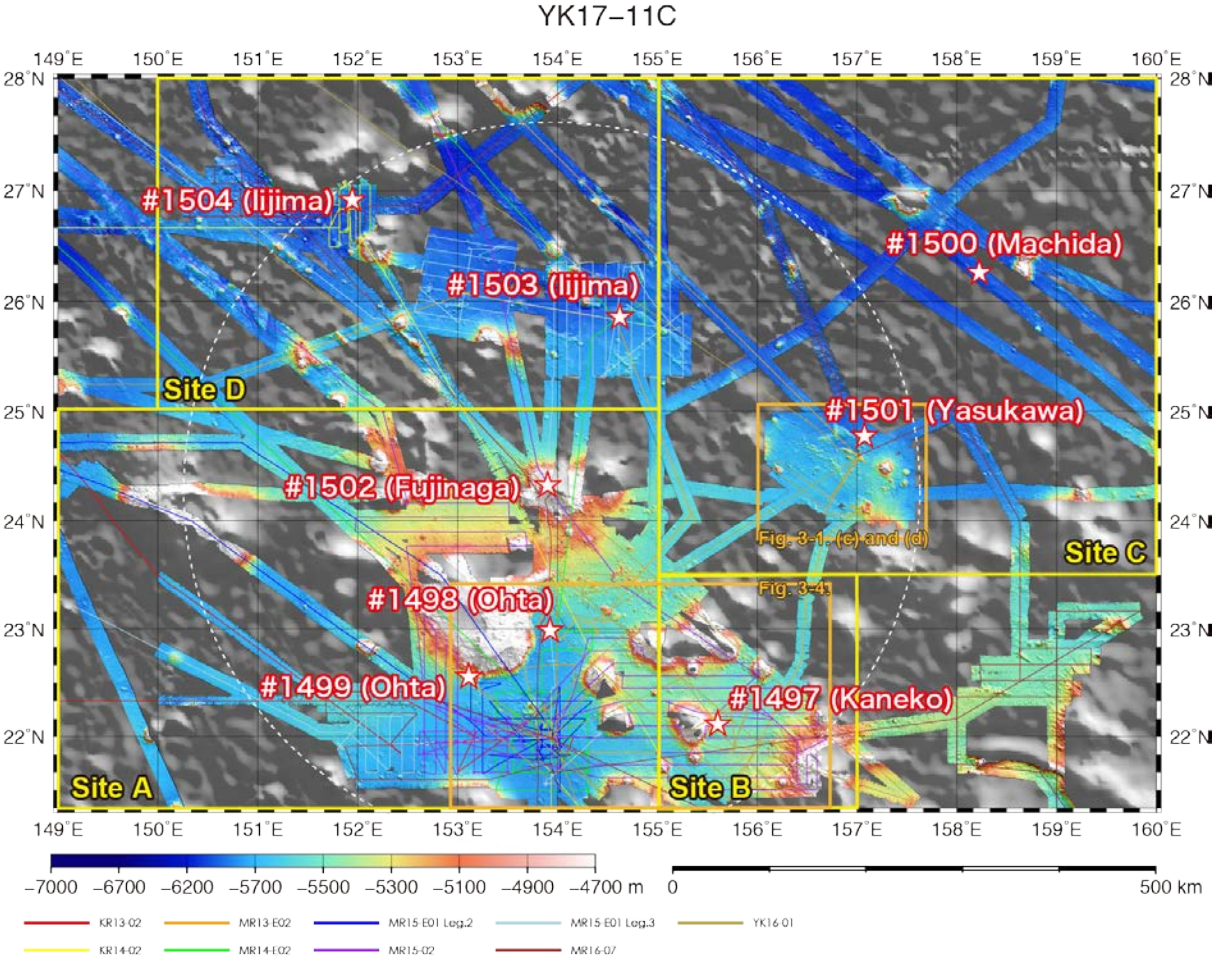 YK17-11C
149°E 150°E 151°E 152°E 153°E 154°E 155°E 156°E 157°E 158°E 159°E 160°E
28°N 28°N
27°N 27°N
#1504 (Iijima)
#1500 (Machida)
#1503 (Iijima)
26°N 26°N
Site D
25°N 25°N
#1501 (Yasukawa)
#1502 (Fujinaga)
24°N 24°N
Fig. 3-1. (c) and (d)
Site C
Fig. 3-4.
#1498 (Ohta)
23°N 23°N
#1499 (Ohta)
#1497 (Kaneko)
22°N 22°N
Site A
Site B
149°E 150°E 151°E 152°E 153°E 154°E 155°E 156°E 157°E 158°E 159°E 160°E
-7000 -6700 -6200 -5700 -5500 -5300 -5100 -4900 -4700 m
0 500 km
KR13-02 MR13-E02 MR15-E01 Leg.2 MR15-E01 Leg.3 YK16-01
KR14-02 MR14-E02 MR15-02 MR16-07